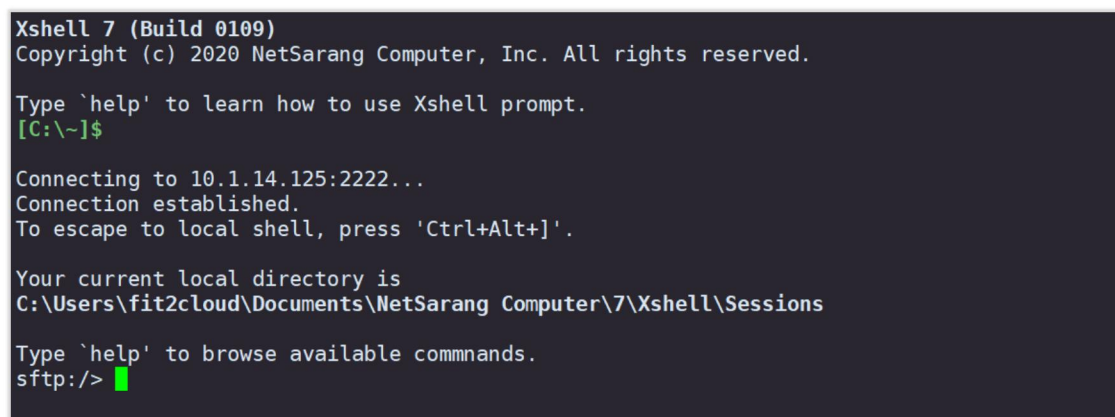 Xshell 7 (Build 0109)
Copyright (c) 2020 NetSarang Computer, Inc. All rights reserved.
Type `help' to learn how to use Xshell prompt.
[C:\~]$
Connecting to 10.1.14.125:2222...
Connection established.
To escape to local shell, press 'Ctrl+Alt+]'.
Your current local directory is
C:\Users\fit2cloud\Documents\NetSarang Computer\7\Xshell\Sessions
Type `help' to browse available commnands.
sftp:/>